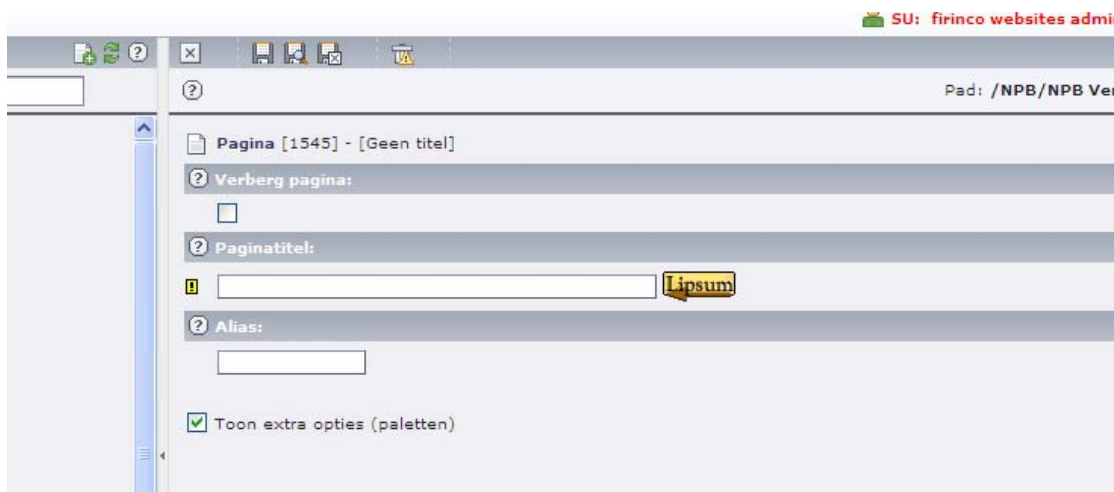 SU: firinco websites admi
Pad: /NPB/NPB Ver
Pagina [1545] - [Geen titel]
Verberg pagina:
Paginatitel:
Lipsum
Alias:
Toon extra opties (paletten)